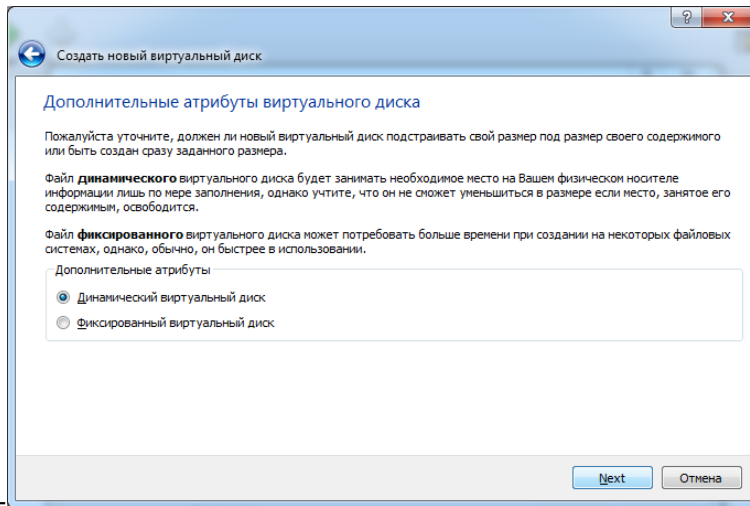 Создать новый виртуальный диск
Дополнительные атрибуты виртуального диска
Пожалуйста уточните, должен ли новый виртуальный диск подстраивать свой размер под размер своего содержимого
или быть создан сразу заданного размера.
Файл динамического виртуального диска будет занимать необходимое место на Вашем физическом носителе
информации лишь по мере заполнения, однако учтите, что он не сможет уменьшиться в размере если место, занятое его
содержимым, освободится.
Файл фиксированного виртуального диска может потребовать больше времени при создании на некоторых файловых
системах, однако, обычно, он быстрее в использовании.
Дополнительные атрибуты
Динамический виртуальный диск
Фиксированный виртуальный диск
Next
Отмена